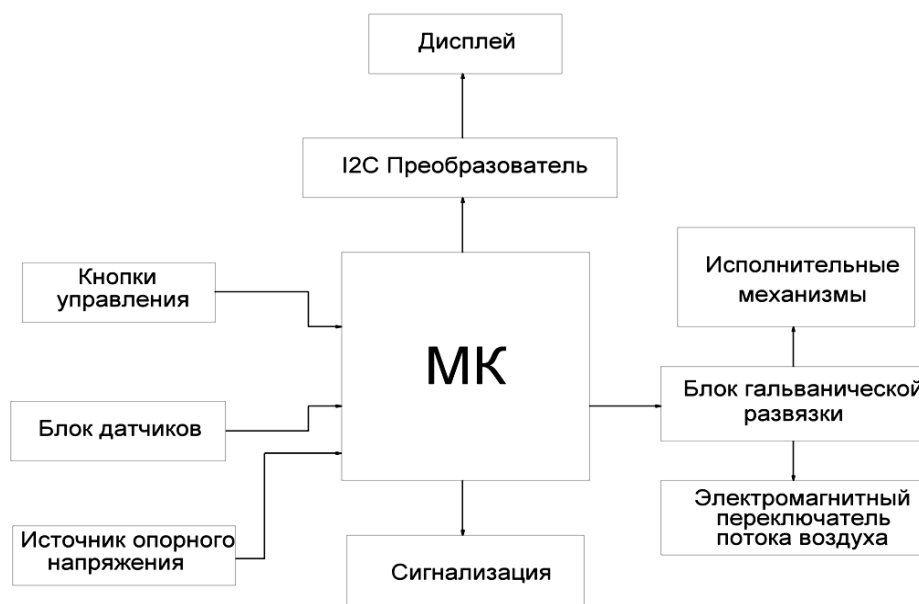 Дисплей
I2C Преобразователь
Кнопки
управления
МК
Исполнительные
механизмы
Блок датчиков
Блок гальванической
развязки
Источник опорного
напряжения
Электромагнитный
переключатель
потока воздуха
Сигнализация